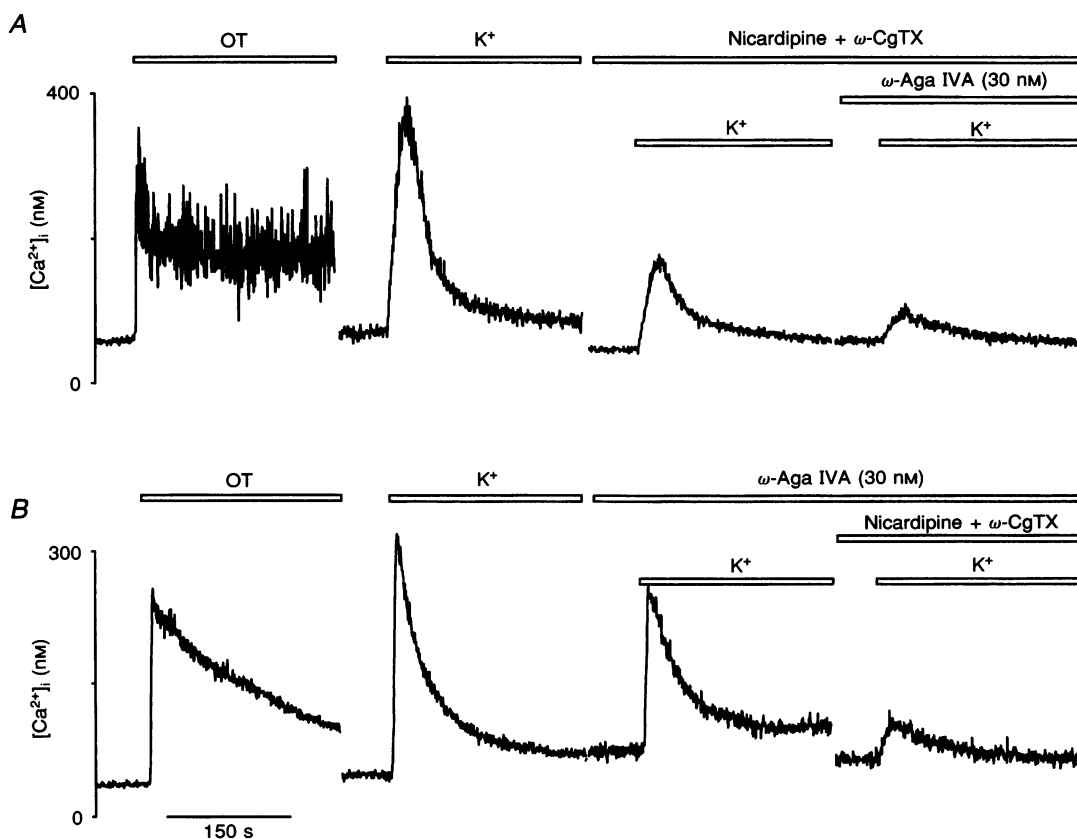 A
OT
K⁺
Nicardipine + ω-CgTX
ω-Aga IVA (30 nM)
K⁺
K⁺
400
[Ca²⁺]ᵢ (nM)
0
B
OT
K⁺
ω-Aga IVA (30 nM)
Nicardipine + ω-CgTX
K⁺
K⁺
300
[Ca²⁺]ᵢ (nM)
0
150 s